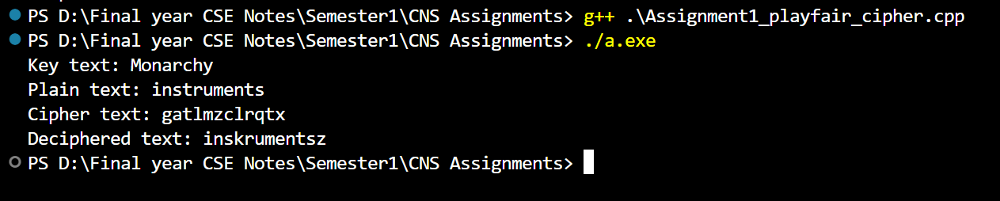 PS D:\Final year CSE Notes\Semester1\CNS Assignments> g++ .\Assignment1_playfair_cipher.cpp
PS D:\Final year CSE Notes\Semester1\CNS Assignments> ./a.exe
Key text: Monarchy
Plain text: instruments
Cipher text: gatlmzclrqtx
Deciphered text: inskrumentsz
PS D:\Final year CSE Notes\Semester1\CNS Assignments>